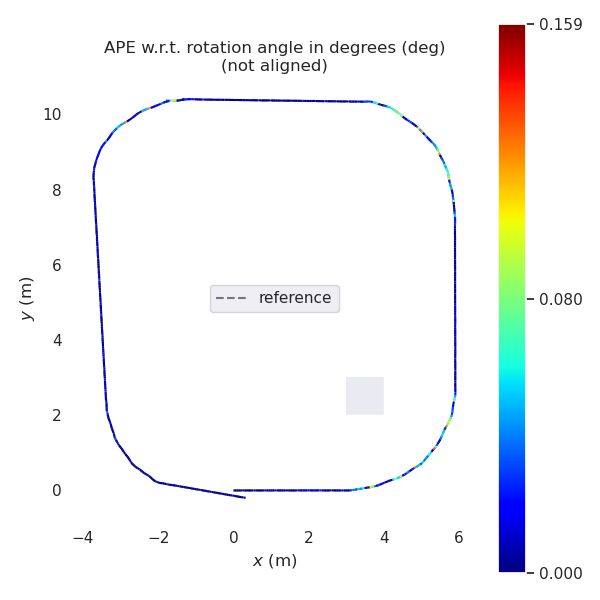 APE w.r.t. rotation angle in degrees (deg)
(not aligned)
0.159
10
8
6
reference
0.080
y (m)
4
2
0
−4 −2 0 2 4 6
x (m)
0.000